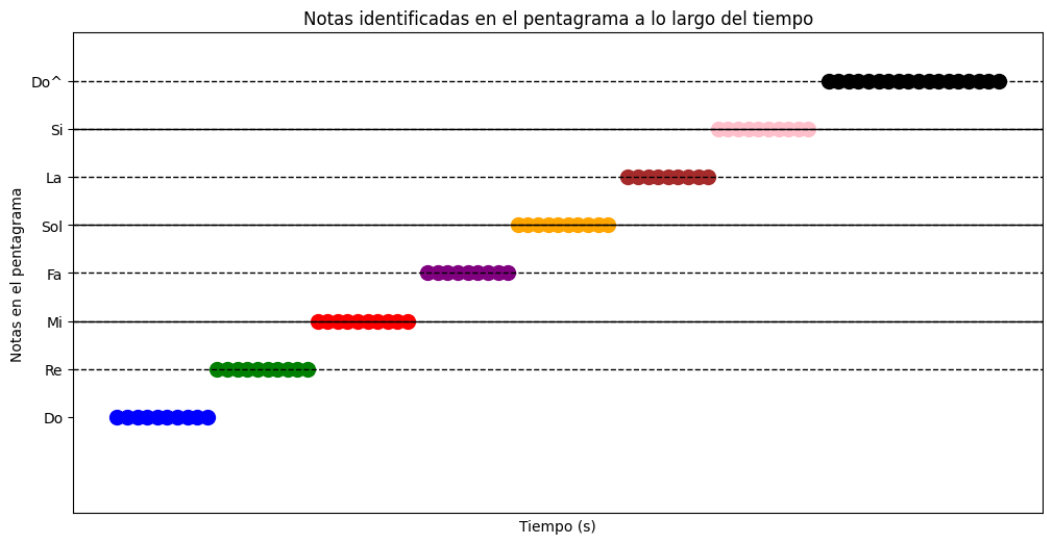 Notas identificadas en el pentagrama a lo largo del tiempo
Notas en el pentagrama
Do^
Si
La
Sol
Fa
Mi
Re
Do
Tiempo (s)